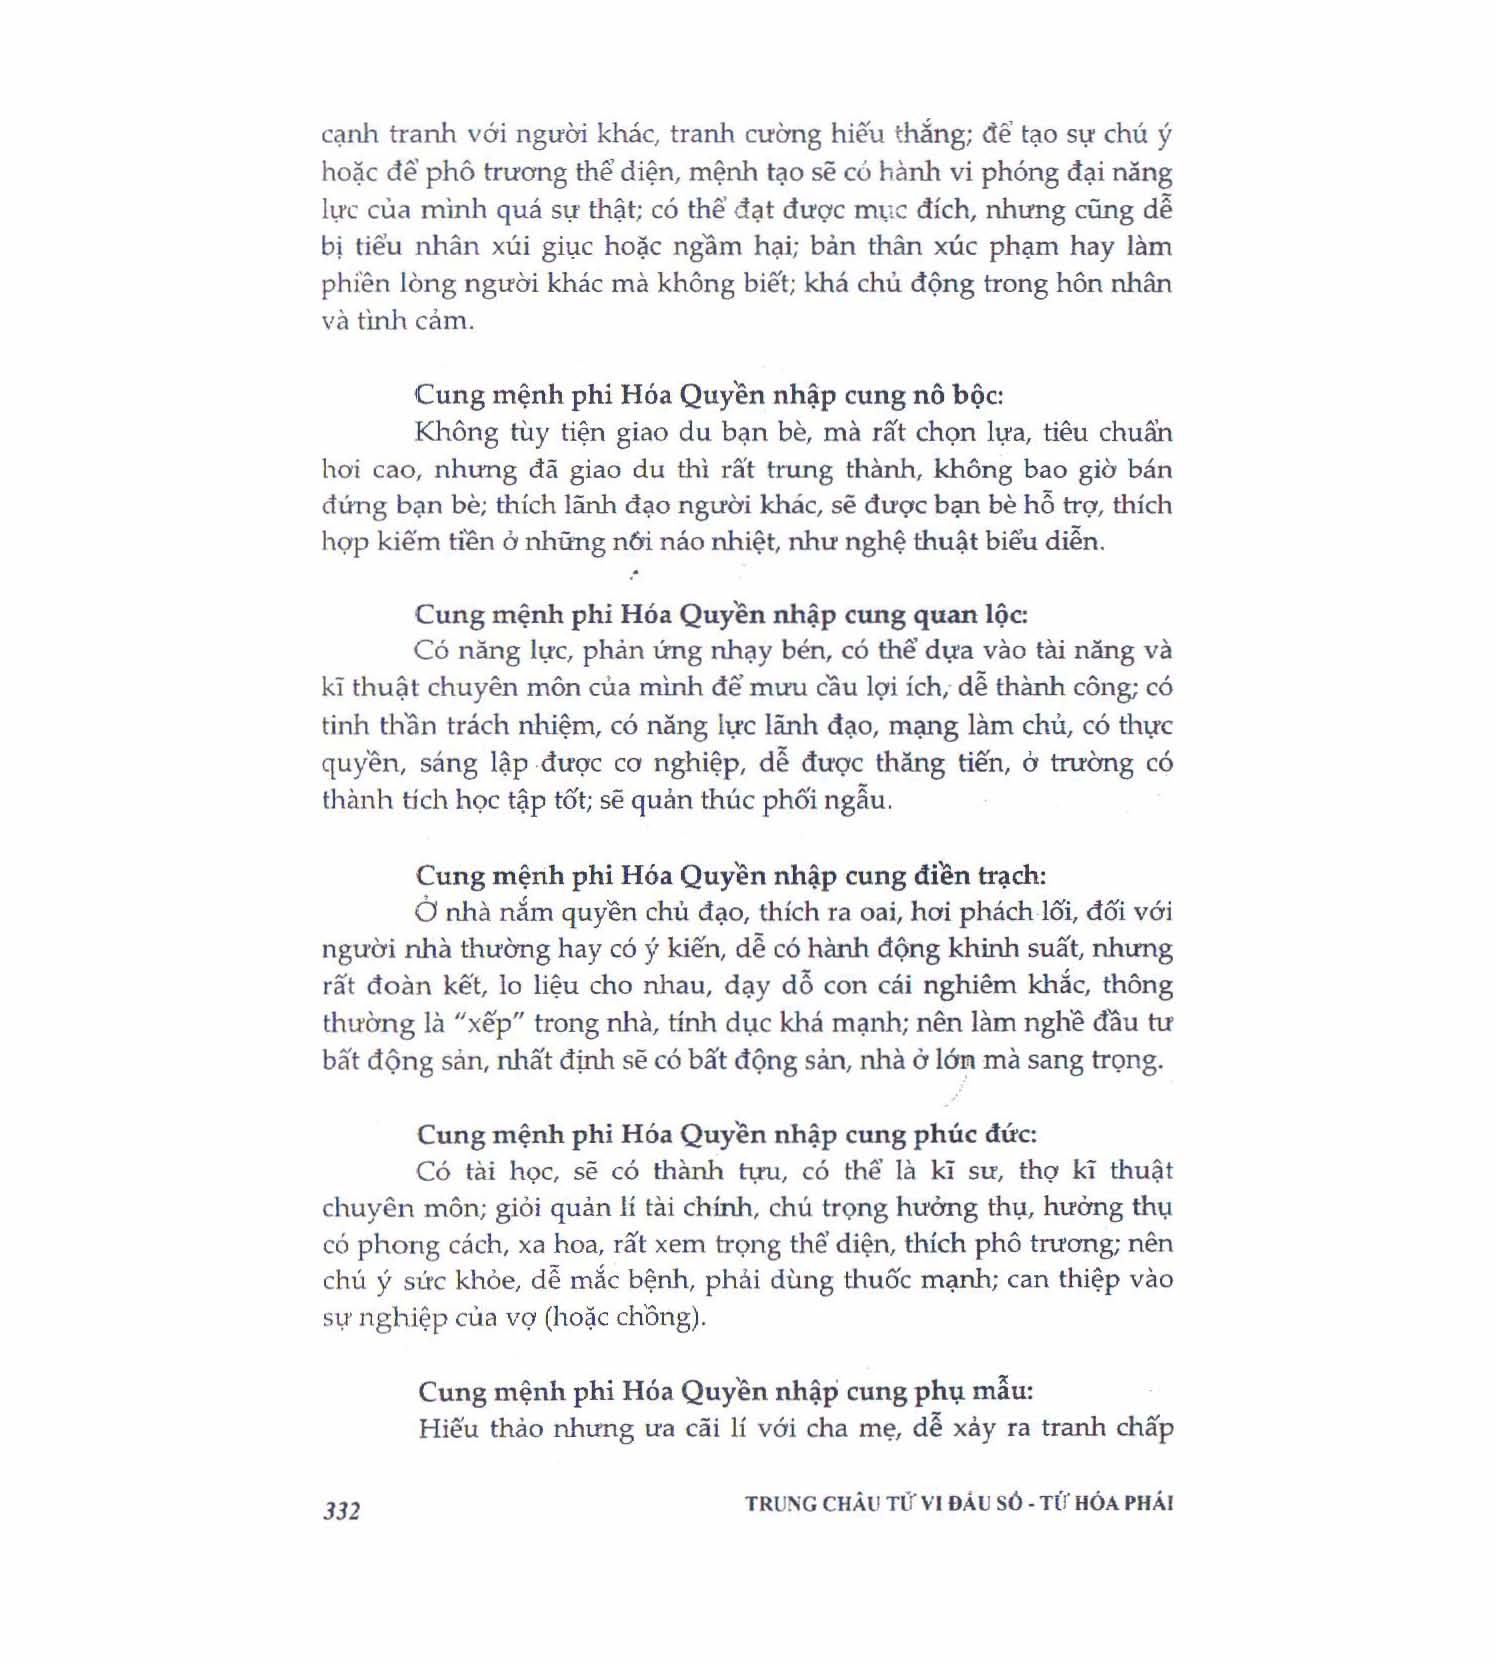 cạnh tranh với người khác, tranh cường hiếu thắng; để tạo sự chú ý
hoặc để phô trương thể diện, mệnh tạo sẽ có hành vi phóng đại năng
lực của mình quá sự thật; có thể đạt được mục đích, nhưng cũng dễ
bị tiểu nhân xúi giục hoặc ngầm hại; bản thân xúc phạm hay làm
phiền lòng người khác mà không biết; khá chủ động trong hôn nhân
và tình cảm.
Cung mệnh phi Hóa Quyền nhập cung nô bộc:
Không tùy tiện giao du bạn bè, mà rất chọn lựa, tiêu chuẩn
hơi cao, nhưng đã giao du thì rất trung thành, không bao giờ bán
đứng bạn bè; thích lãnh đạo người khác, sẽ được bạn bè hỗ trợ, thích
hợp kiếm tiền ở những nơi náo nhiệt, như nghệ thuật biểu diễn.
Cung mệnh phi Hóa Quyền nhập cung quan lộc:
Có năng lực, phản ứng nhạy bén, có thể dựa vào tài năng và
kĩ thuật chuyên môn của mình để mưu cầu lợi ích, dễ thành công; có
tinh thần trách nhiệm, có năng lực lãnh đạo, mạng làm chủ, có thực
quyền, sáng lập được cơ nghiệp, dễ được thăng tiến, ở trường có
thành tích học tập tốt; sẽ quản thúc phối ngẫu.
Cung mệnh phi Hóa Quyền nhập cung điền trạch:
Ở nhà nắm quyền chủ đạo, thích ra oai, hơi phách lối, đối với
người nhà thường hay có ý kiến, dễ có hành động khinh suất, nhưng
rất đoàn kết, lo liệu cho nhau, dạy dỗ con cái nghiêm khắc, thông
thường là "xếp" trong nhà, tính dục khá mạnh; nên làm nghề đầu tư
bất động sản, nhất định sẽ có bất động sản, nhà ở lớn mà sang trọng.
Cung mệnh phi Hóa Quyền nhập cung phúc đức:
Có tài học, sẽ có thành tựu, có thể là kĩ sư, thợ kĩ thuật
chuyên môn; giỏi quản lí tài chính, chú trọng hưởng thụ, hưởng thụ
có phong cách, xa hoa, rất xem trọng thể diện, thích phô trương; nên
chú ý sức khỏe, dễ mắc bệnh, phải dùng thuốc mạnh; can thiệp vào
sự nghiệp của vợ (hoặc chồng).
Cung mệnh phi Hóa Quyền nhập cung phụ mẫu:
Hiếu thảo nhưng ưa cãi lí với cha mẹ, dễ xảy ra tranh chấp
332
TRUNG CHÂU TỬ VI ĐẨU SỐ - TỨ HÓA PHÁI